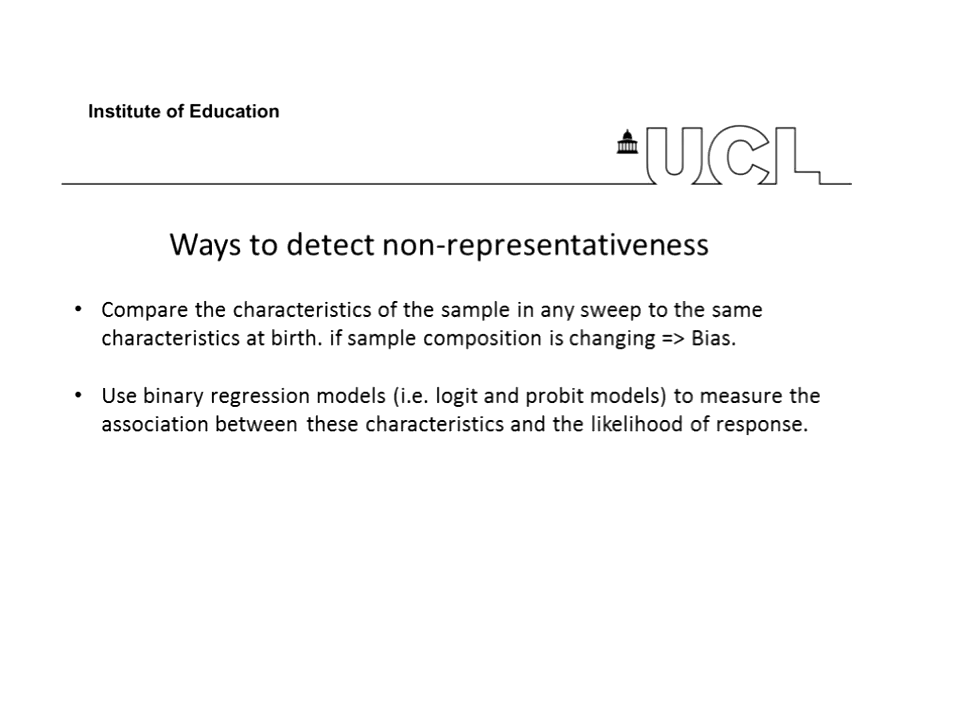 Institute of Education
UCL
Ways to detect non-representativeness
• Compare the characteristics of the sample in any sweep to the same
characteristics at birth. if sample composition is changing => Bias.
• Use binary regression models (i.e. logit and probit models) to measure the
association between these characteristics and the likelihood of response.